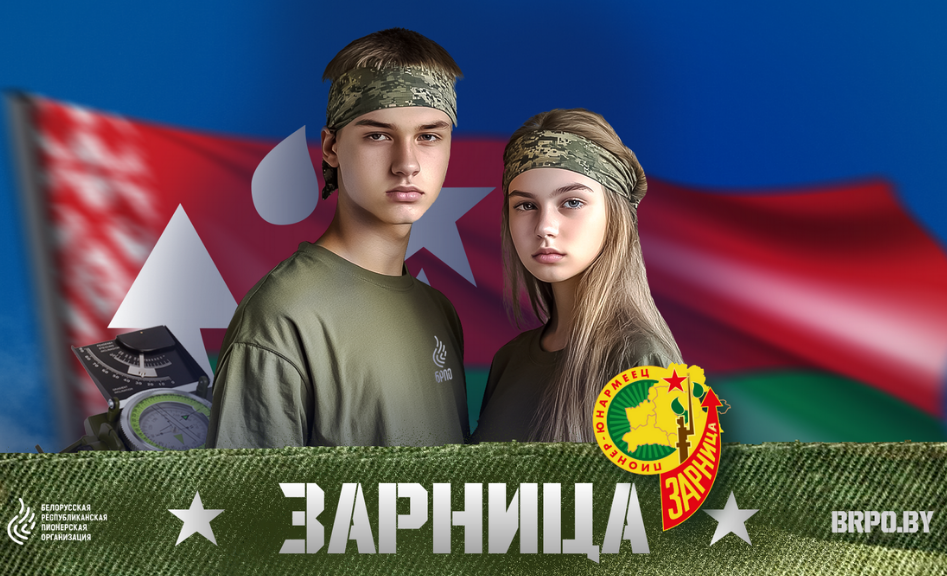 БРПО
ПИОНЕР-ЮНАРМЕЕЦ
ЗАРНИЦА
БЕЛОРУССКАЯ
РЕСПУБЛИКАНСКАЯ
ПИОНЕРСКАЯ
ОРГАНИЗАЦИЯ
ЗАРНИЦА
BRPO.BY